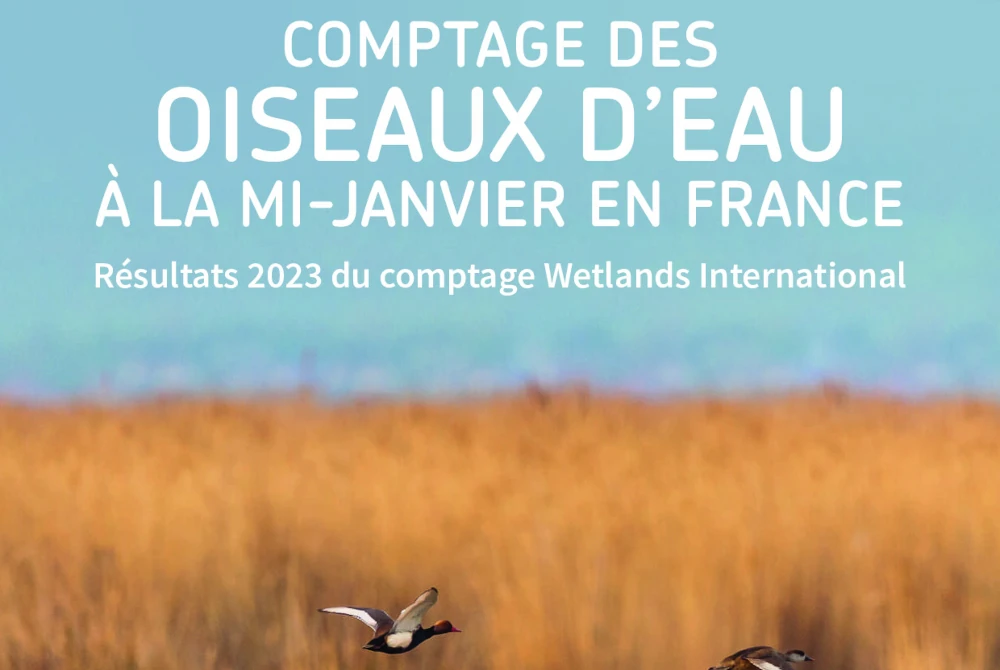 COMPTAGE DES
OISEAUX D’EAU
À LA MI-JANVIER EN FRANCE
Résultats 2023 du comptage Wetlands International